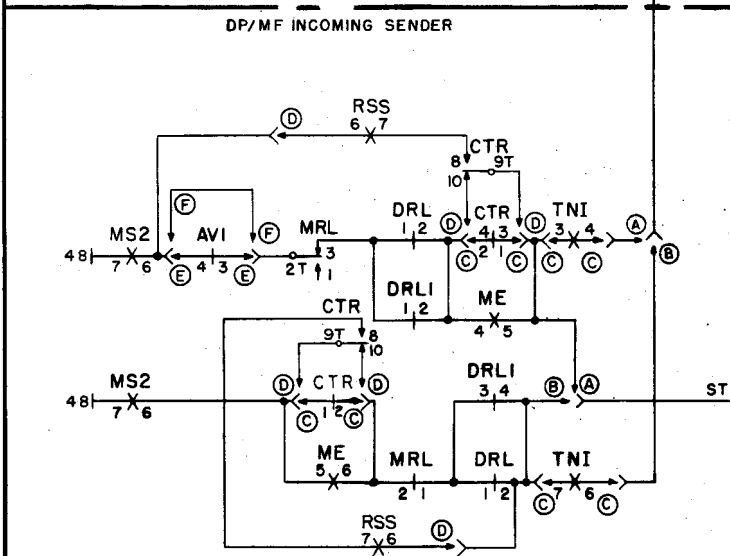 DP/MF INCOMING SENDER
D
RSS
6 7
CTR
8 9T
10
F
F
MS2
AVI
MRL
DRL
D
CTR
D
TNI
A
48
7 6
E
4 3
E
2T
3
1
1 2
C
4 3
2 1
C
C
3 4
C
B
DRLI
1 2
ME
4 5
CTR
9T 8
10
MS2
D
CTR
D
DRLI
3 4
B
A
48
7 6
C
1 2
C
ST
ME
5 6
MRL
2 1
DRL
1 2
TNI
7 6
C
C
RSS
7 6
D